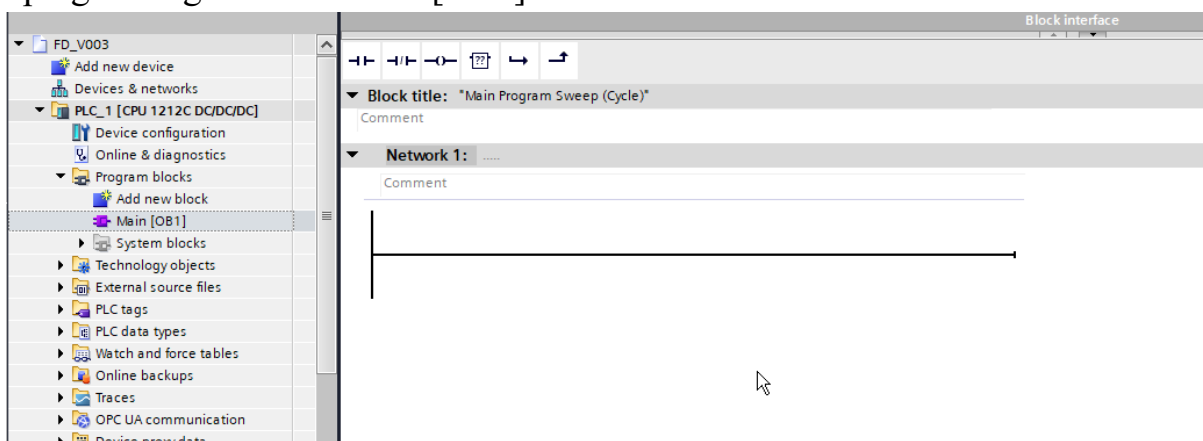 Block interface
FD_V003
Add new device
Devices & networks
PLC_1 [CPU 1212C DC/DC/DC]
Device configuration
Online & diagnostics
Program blocks
Add new block
Main [OB1]
System blocks
Technology objects
External source files
PLC tags
PLC data types
Watch and force tables
Online backups
Traces
OPC UA communication
??
Block title: "Main Program Sweep (Cycle)"
Comment
Network 1: .....
Comment